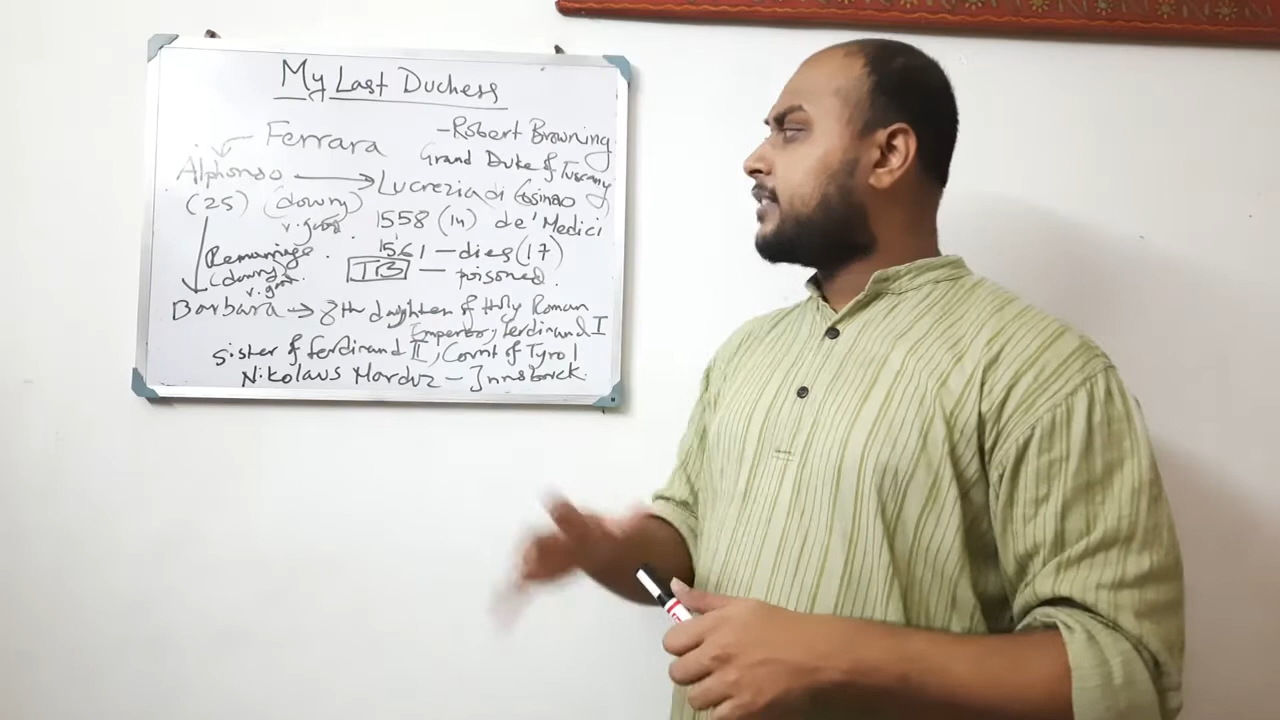 My Last Duchess
- Robert Browning
Ferrara
Grand Duke of Tuscany
Alphonso → Lucrezia di
(25) (dowry) 1558 (14) de' Medici
v. good
Remarriage 1561 - dies (17)
(dowry) TB - poisoned.
v. good
Barbara → 8th daughter of Holy Roman
Emperor, Ferdinand I
Sister of Ferdinand II, Count of Tyrol
Nikolaus - Innsbruck.